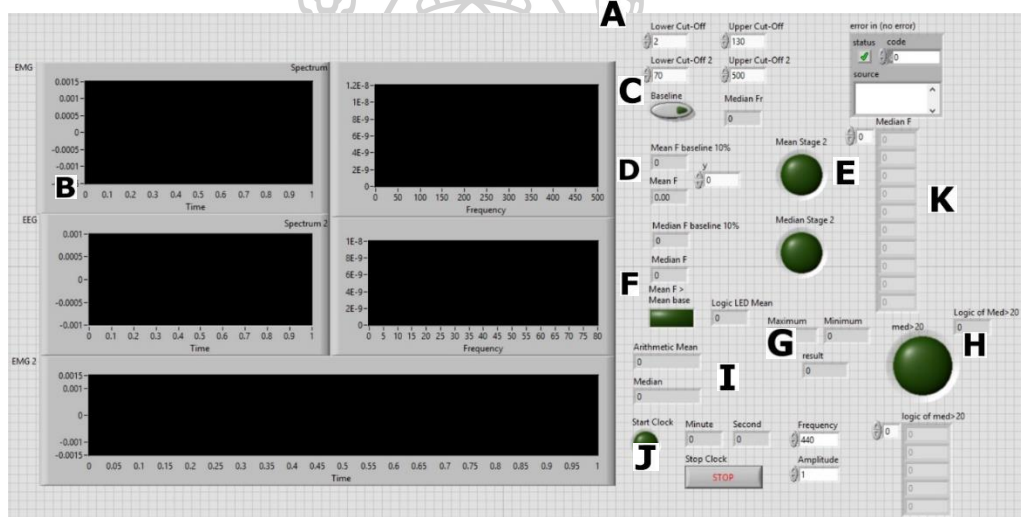 A
Lower Cut-Off Upper Cut-Off
2 130
Lower Cut-Off 2 Upper Cut-Off 2
70 500
C
Baseline Median Fr
0
error in (no error)
status code
0
source
EMG Spectrum
0.0015
0.001
0.0005
0
-0.0005
-0.001
B
0 0.1 0.2 0.3 0.4 0.5 0.6 0.7 0.8 0.9 1
Time
1.2E-8
1E-8
8E-9
6E-9
4E-9
2E-9
0
0 50 100 150 200 250 300 350 400 450 500
Frequency
EEG Spectrum 2
0.001
0.0005
0
-0.0005
-0.001
0 0.1 0.2 0.3 0.4 0.5 0.6 0.7 0.8 0.9 1
Time
1E-8
8E-9
6E-9
4E-9
2E-9
0
0 5 10 15 20 25 30 35 40 45 50 55 60 65 70 75 80
Frequency
EMG 2
0.0015
0.001
0
-0.001
-0.0015
0 0.05 0.1 0.15 0.2 0.25 0.3 0.35 0.4 0.45 0.5 0.55 0.6 0.65 0.7 0.75 0.8 0.85 0.9 0.95 1
Time
D
Mean F baseline 10%
0
y
0
Mean F
0.00
Mean Stage 2
E
Median F baseline 10%
0
Median F
0
Median Stage 2
F
Mean F >
Mean base
Logic LED Mean
0
Median F
0
0
0
0
0
0
0
0
0
0
0
K
Maximum Minimum
G
0
result
0
med>20
Logic of Med>20
0
H
Arithmetic Mean
0
Median
0
I
Start Clock Minute Second
0 0
J
Stop Clock
STOP
Frequency
440
Amplitude
1
logic of med>20
0
0
0
0
0
0